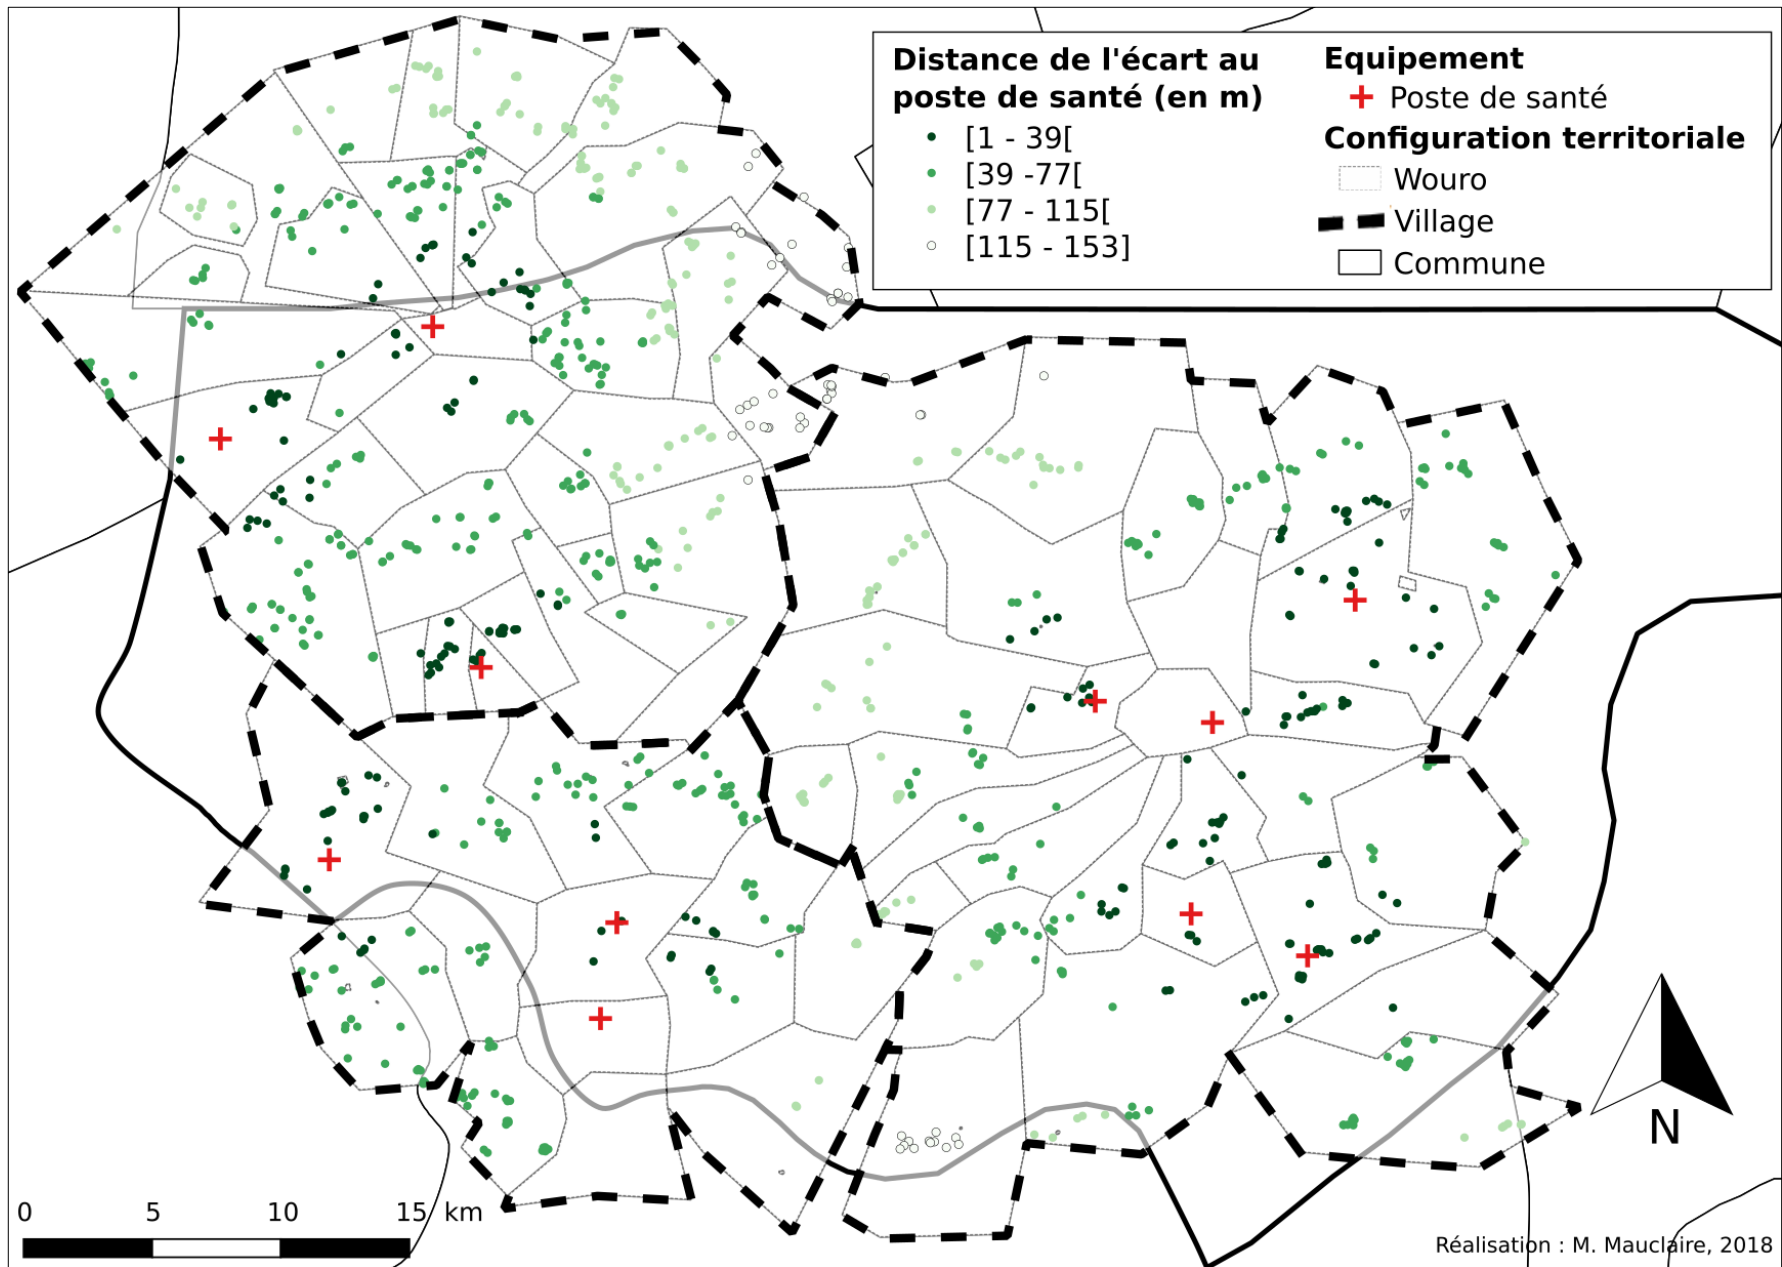 Distance de l'écart au
poste de santé (en m)
[1 - 39[
[39 -77[
[77 - 115[
[115 - 153]
Equipement
Poste de santé
Configuration territoriale
Wouro
Village
Commune
N
0 5 10 15 km
Réalisation : M. Mauclaire, 2018